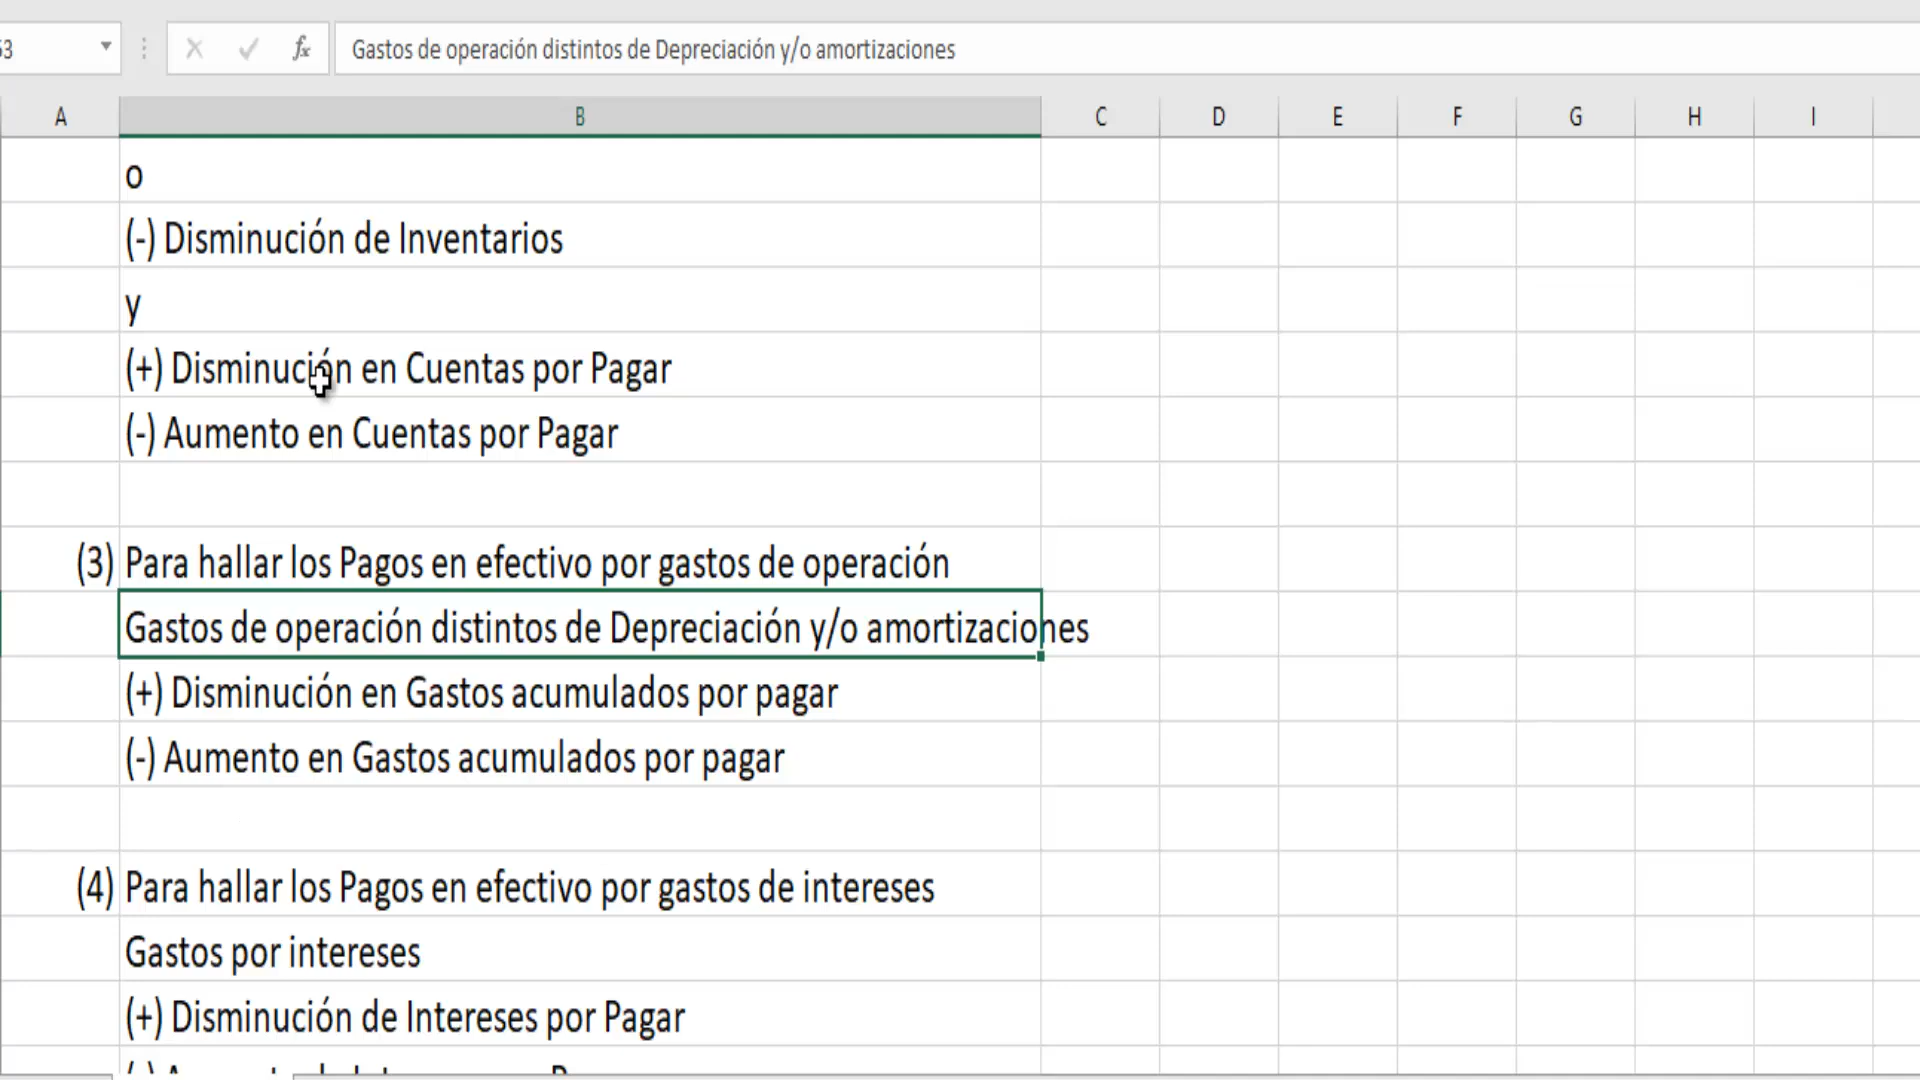 53 fx Gastos de operación distintos de Depreciación y/o amortizaciones
A B C D E F G H I
o
(-) Disminución de Inventarios
y
(+) Disminución en Cuentas por Pagar
(-) Aumento en Cuentas por Pagar
(3) Para hallar los Pagos en efectivo por gastos de operación
Gastos de operación distintos de Depreciación y/o amortizaciones
(+) Disminución en Gastos acumulados por pagar
(-) Aumento en Gastos acumulados por pagar
(4) Para hallar los Pagos en efectivo por gastos de intereses
Gastos por intereses
(+) Disminución de Intereses por Pagar